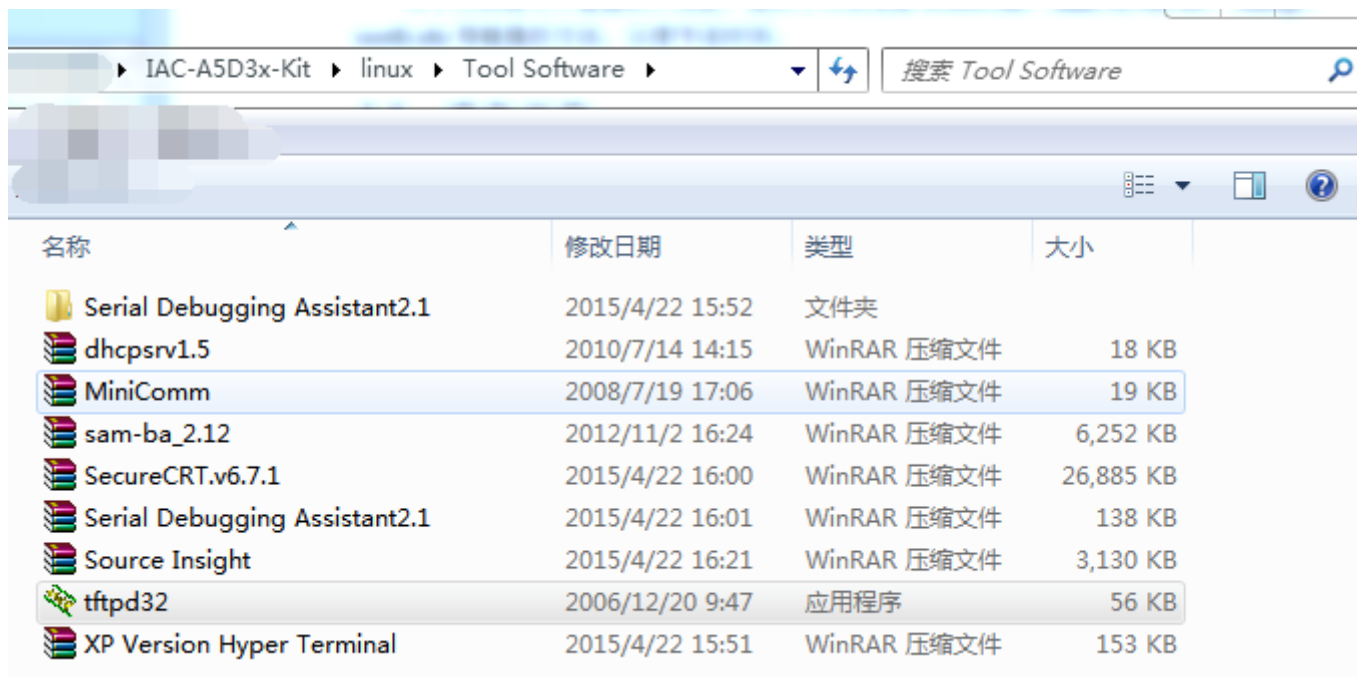 IAC-A5D3x-Kit linux Tool Software 搜索 Tool Software
名称 修改日期 类型 大小
Serial Debugging Assistant2.1 2015/4/22 15:52 文件夹
dhcpsrv1.5 2010/7/14 14:15 WinRAR 压缩文件 18 KB
MiniComm 2008/7/19 17:06 WinRAR 压缩文件 19 KB
sam-ba_2.12 2012/11/2 16:24 WinRAR 压缩文件 6,252 KB
SecureCRT.v6.7.1 2015/4/22 16:00 WinRAR 压缩文件 26,885 KB
Serial Debugging Assistant2.1 2015/4/22 16:01 WinRAR 压缩文件 138 KB
Source Insight 2015/4/22 16:21 WinRAR 压缩文件 3,130 KB
tftpd32 2006/12/20 9:47 应用程序 56 KB
XP Version Hyper Terminal 2015/4/22 15:51 WinRAR 压缩文件 153 KB